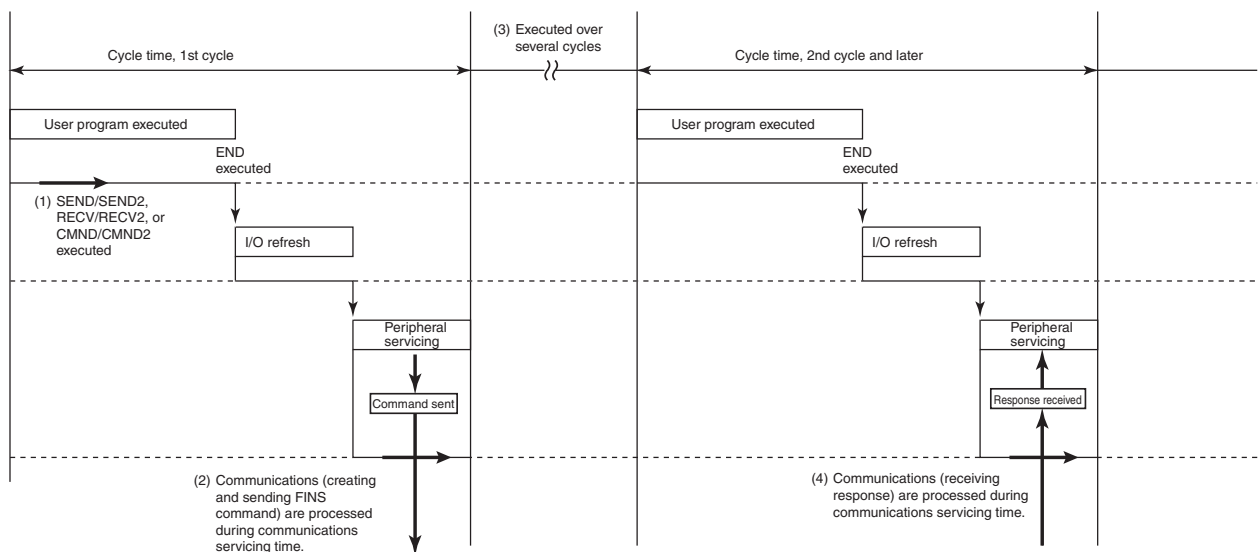 (3) Executed over
several cycles
Cycle time, 1st cycle
Cycle time, 2nd cycle and later
User program executed
User program executed
END
executed
END
executed
(1) SEND/SEND2,
RECV/RECV2, or
CMND/CMND2
executed
I/O refresh
I/O refresh
Peripheral
servicing
Peripheral
servicing
Command sent
Response received
(2) Communications (creating
and sending FINS
command) are processed
during communications
servicing time.
(4) Communications (receiving
response) are processed during
communications servicing time.